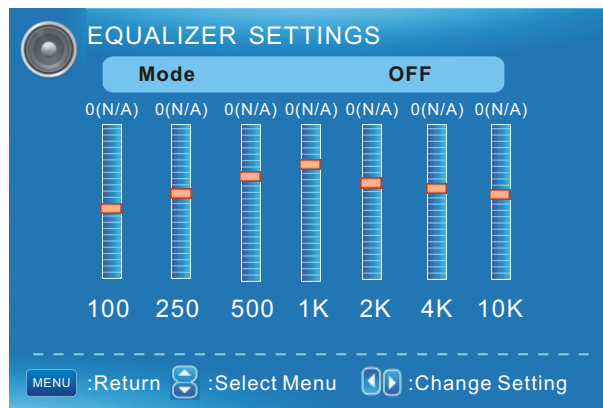 EQUALIZER SETTINGS
Mode OFF
0(N/A) 0(N/A) 0(N/A) 0(N/A) 0(N/A) 0(N/A) 0(N/A)
100 250 500 1K 2K 4K 10K
MENU :Return :Select Menu :Change Setting